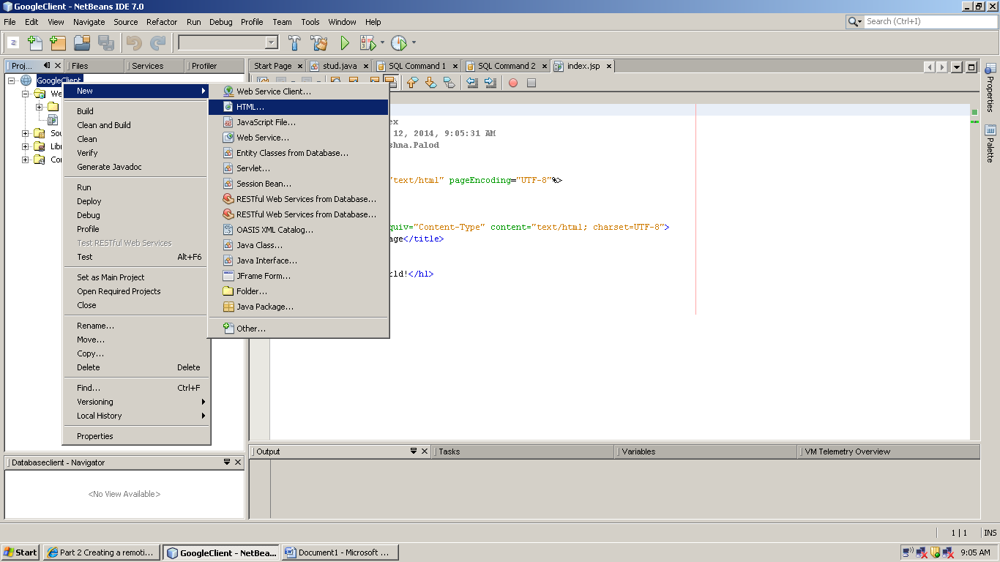 GoogleClient - NetBeans IDE 7.0
File Edit View Navigate Source Refactor Run Debug Profile Team Tools Window Help
Search (Ctrl+I)
Proj... Files Services Profiler
Start Page stud.java SQL Command 1 SQL Command 2 index.jsp
GoogleClient
We
Sou
Libr
Cor
New
Build
Clean and Build
Clean
Verify
Generate Javadoc
Run
Deploy
Debug
Profile
Test RESTful Web Services
Test Alt+F6
Set as Main Project
Open Required Projects
Close
Rename...
Move...
Copy...
Delete Delete
Find... Ctrl+F
Versioning
Local History
Properties
Web Service Client...
HTML...
JavaScript File...
Web Service...
Entity Classes from Database...
Servlet...
Session Bean...
RESTful Web Services from Database...
RESTful Web Services from Database...
OASIS XML Catalog...
Java Class...
Java Interface...
JFrame Form...
Folder...
Java Package...
Other...
ex
12, 2014, 9:05:31 AM
shna.Palod
"text/html" pageEncoding="UTF-8"%>
quiv="Content-Type" content="text/html; charset=UTF-8">
age</title>
rld!</h1>
Properties
Palette
Output Tasks Variables VM Telemetry Overview
Databaseclient - Navigator
<No View Available>
1 | 1 INS
Start Part 2 Creating a remoti... GoogleClient - NetBea... Document1 - Microsoft ... 9:05 AM